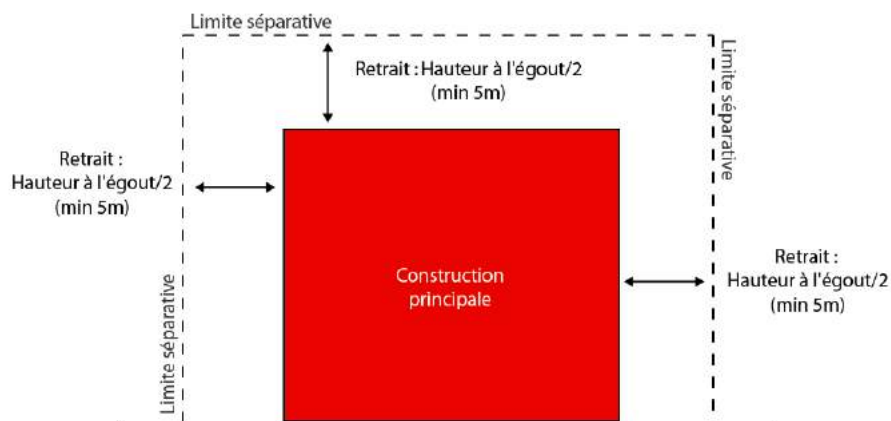 Limite séparative
Retrait : Hauteur à l'égout/2
(min 5m)
Limite séparative
Retrait :
Hauteur à l'égout/2
(min 5m)
Construction
principale
Retrait :
Hauteur à l'égout/2
(min 5m)
Limite séparative